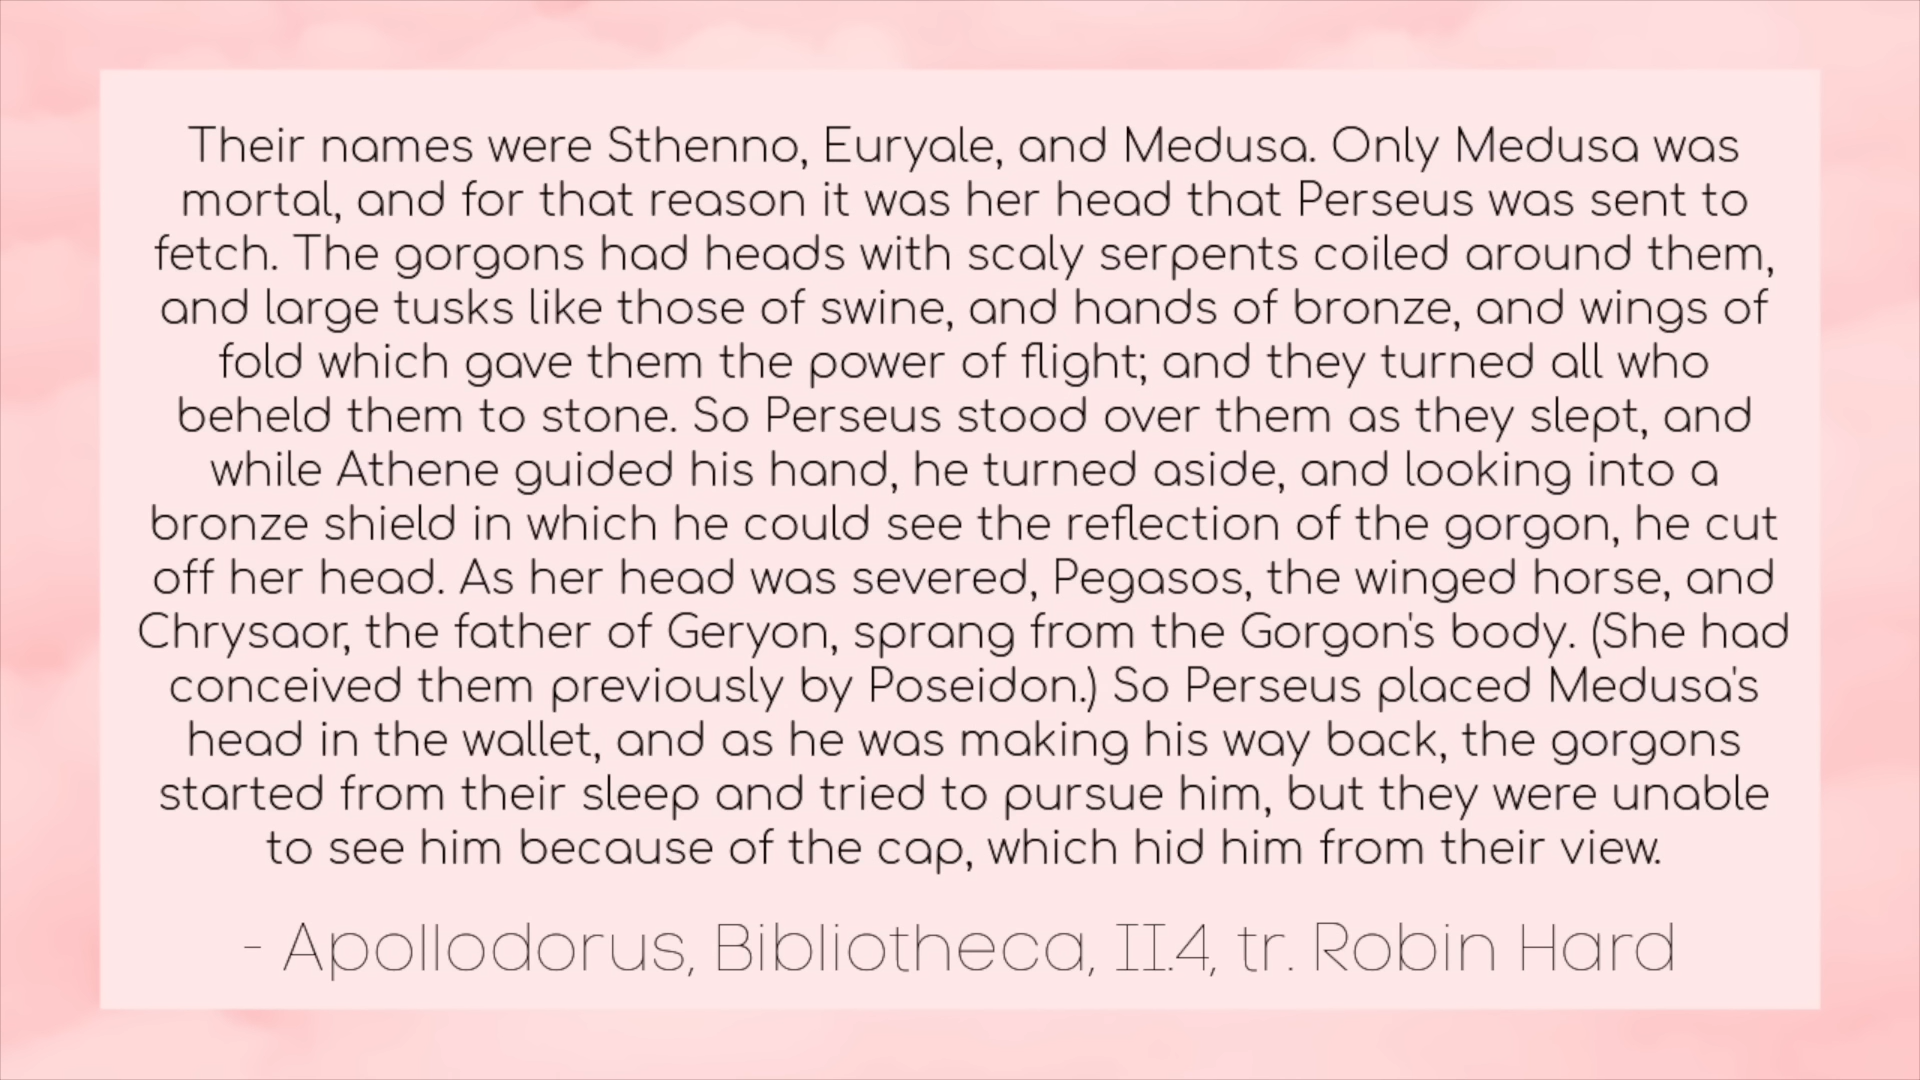 Their names were Sthenno, Euryale, and Medusa. Only Medusa was
mortal, and for that reason it was her head that Perseus was sent to
fetch. The gorgons had heads with scaly serpents coiled around them,
and large tusks like those of swine, and hands of bronze, and wings of
fold which gave them the power of flight; and they turned all who
beheld them to stone. So Perseus stood over them as they slept, and
while Athene guided his hand, he turned aside, and looking into a
bronze shield in which he could see the reflection of the gorgon, he cut
off her head. As her head was severed, Pegasos, the winged horse, and
Chrysaor, the father of Geryon, sprang from the Gorgon's body. (She had
conceived them previously by Poseidon.) So Perseus placed Medusa's
head in the wallet, and as he was making his way back, the gorgons
started from their sleep and tried to pursue him, but they were unable
to see him because of the cap, which hid him from their view.
- Apollodorus, Bibliotheca, II.4, tr. Robin Hard